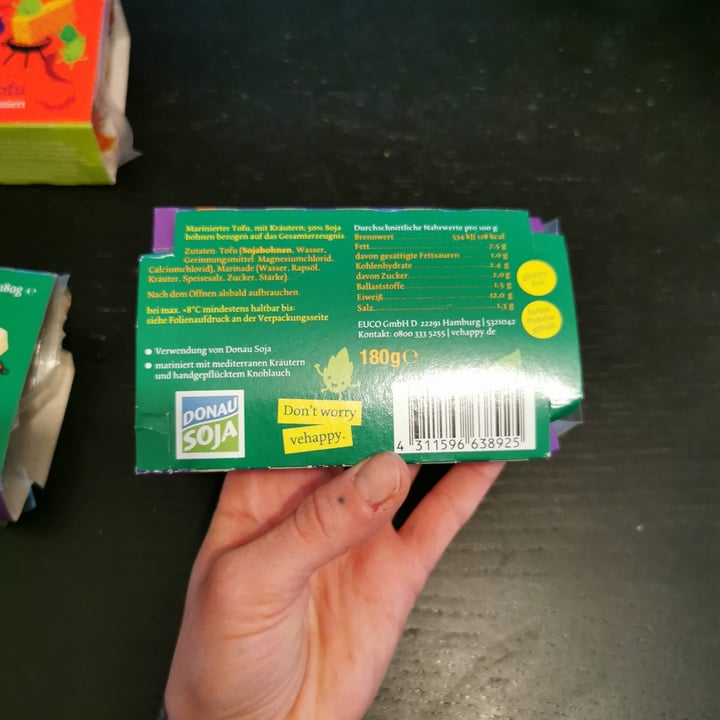 180g e
Marinierter Tofu, mit Kräutern; 50% Soja
bohnen bezogen auf das Gesamterzeugnis.
Zutaten: Tofu (Sojabohnen, Wasser,
Gerinnungsmittel: Magnesiumchlorid,
Calciumchlorid), Marinade (Wasser, Rapsöl,
Kräuter, Speisesalz, Zucker, Stärke).
Nach dem Öffnen alsbald aufbrauchen.
bei max. +8°C mindestens haltbar bis:
siehe Folienaufdruck an der Verpackungsseite
Verwendung von Donau Soja
mariniert mit mediterranen Kräutern
und handgepflücktem Knoblauch
DONAU
SOJA
Durchschnittliche Nährwerte pro 100 g
Brennwert 534 kJ/ 128 kcal
Fett 7.5 g
davon gesättigte Fettsäuren 1.0 g
Kohlenhydrate 2.4 g
davon Zucker 2.0 g
Ballaststoffe 1.5 g
Eiweiß 12,0 g
Salz 1.3 g
EUCO GmbH D 22291 Hamburg | 5321042
Kontakt: 0800 333 5255 | vehappy.de
180g e
gluten
frei
hoher
Protein-
gehalt
Don't worry
vehappy.
4 311596 638925